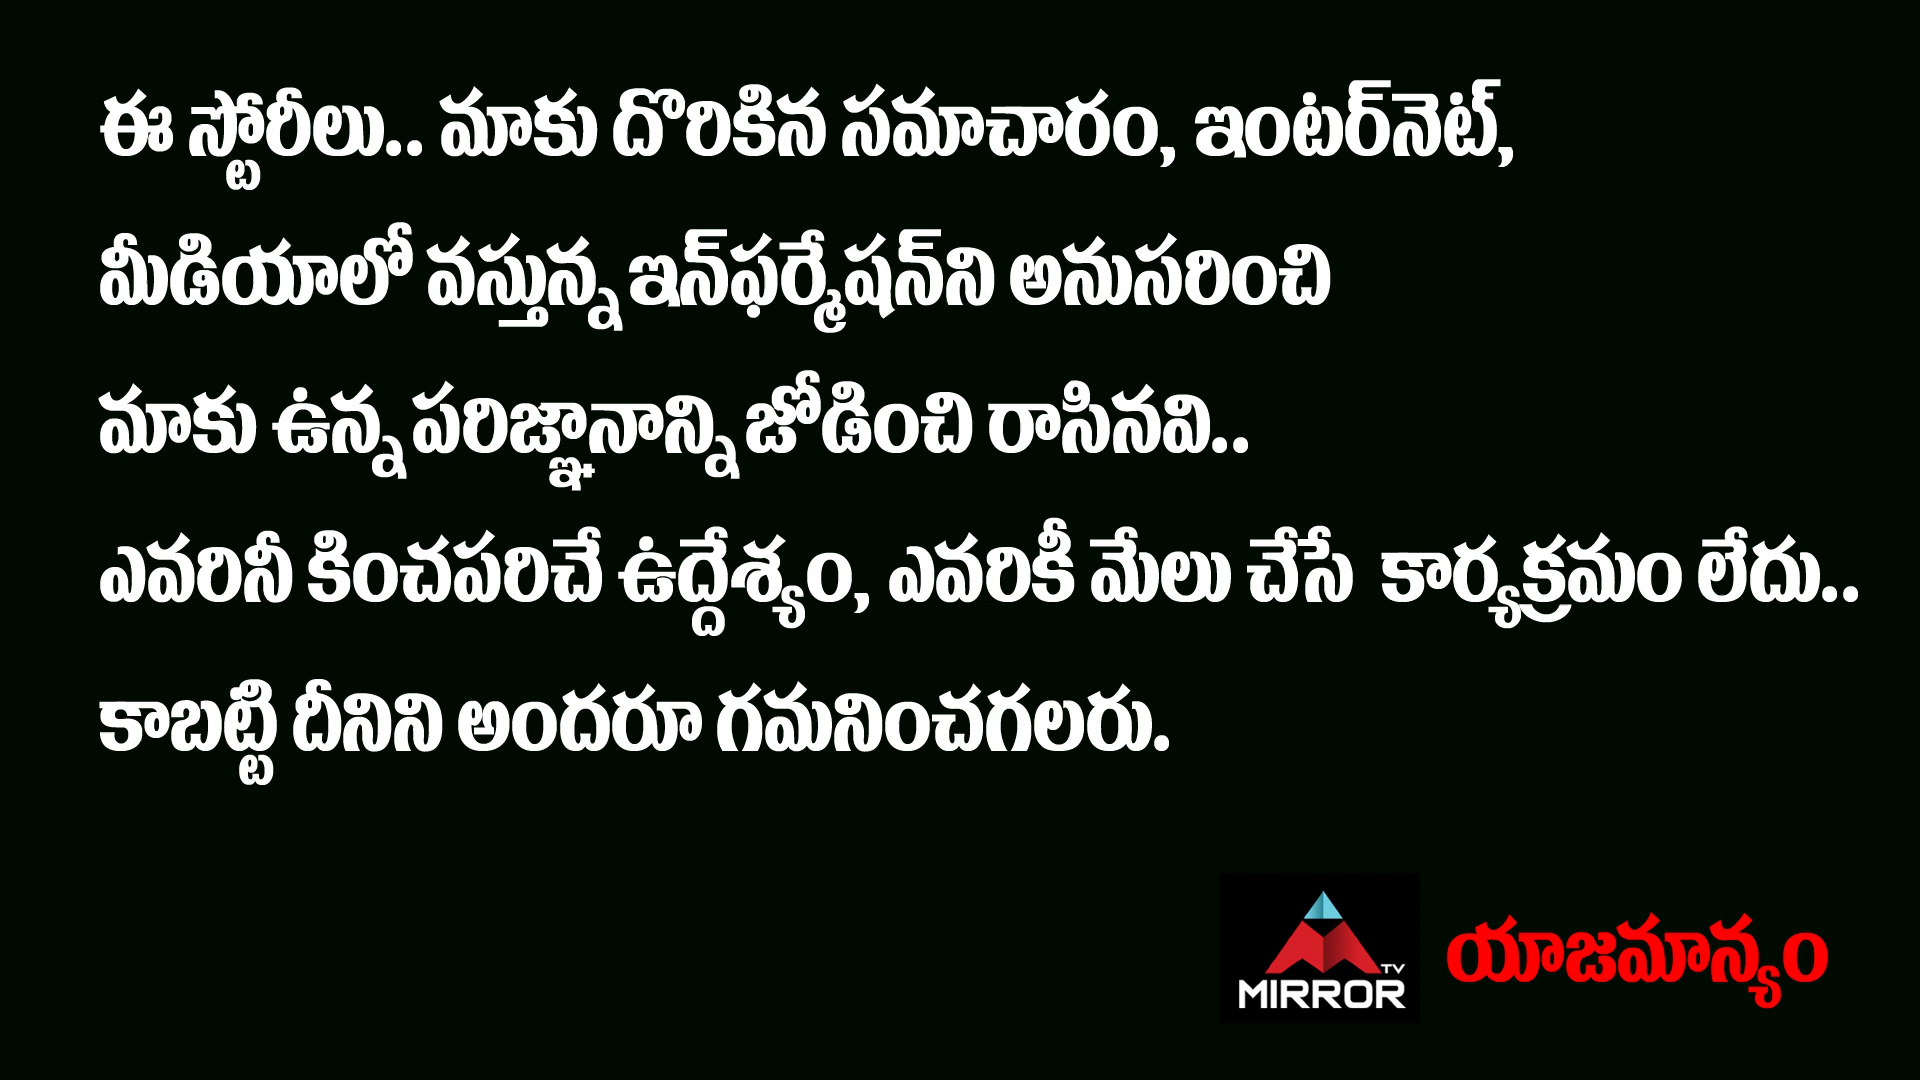 ఈ స్టోరీలు.. మాకు దొరికిన సమాచారం, ఇంటర్‌నెట్,
మీడియాలో వస్తున్న ఇన్‌ఫర్మేషన్‌ని అనుసరించి
మాకు ఉన్న పరిజ్ఞానాన్ని జోడించి రాసినవి..
ఎవరినీ కించపరిచే ఉద్దేశ్యం, ఎవరికీ మేలు చేసే కార్యక్రమం లేదు..
కాబట్టి దీనిని అందరూ గమనించగలరు.
TV
MIRROR యాజమాన్యం